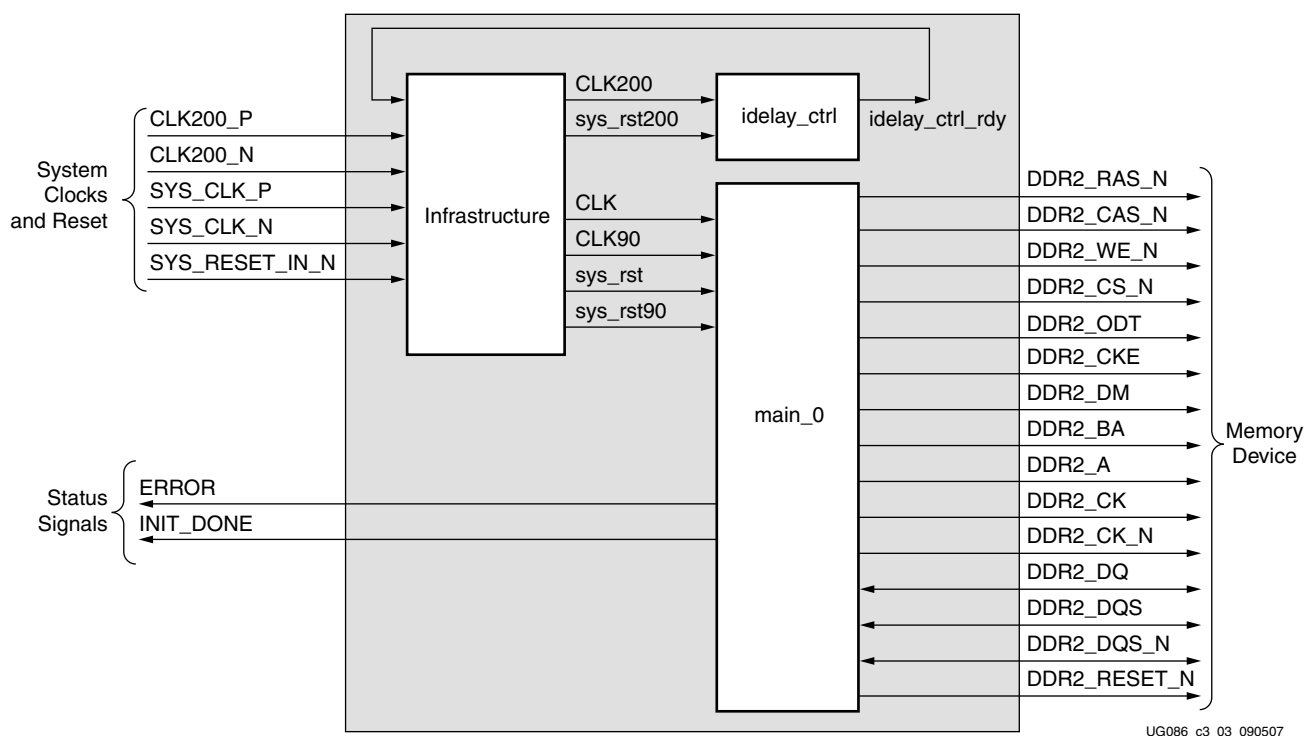 CLK200
sys_rst200
idelay_ctrl
idelay_ctrl_rdy
CLK200_P
CLK200_N
SYS_CLK_P
SYS_CLK_N
SYS_RESET_IN_N
System
Clocks
and Reset
Infrastructure
CLK
CLK90
sys_rst
sys_rst90
main_0
DDR2_RAS_N
DDR2_CAS_N
DDR2_WE_N
DDR2_CS_N
DDR2_ODT
DDR2_CKE
DDR2_DM
DDR2_BA
DDR2_A
DDR2_CK
DDR2_CK_N
DDR2_DQ
DDR2_DQS
DDR2_DQS_N
DDR2_RESET_N
Memory
Device
Status
Signals
ERROR
INIT_DONE
UG086_c3_03_090507